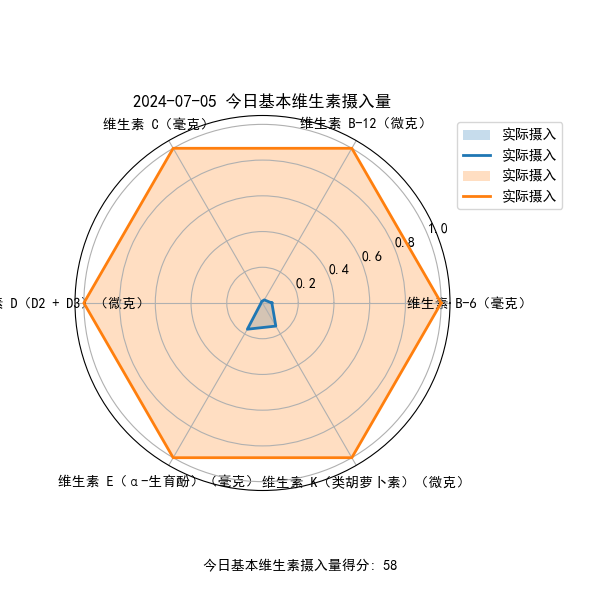 2024-07-05 今日基本维生素摄入量
维生素 C（毫克）
维生素 B-12（微克）
实际摄入
实际摄入
实际摄入
实际摄入
1.0
0.8
0.6
0.4
0.2
D（D2 + D3）（微克）
维生素 B-6（毫克）
维生素 E（α-生育酚）（毫克）
维生素 K（类胡萝卜素）（微克）
今日基本维生素摄入量得分: 58